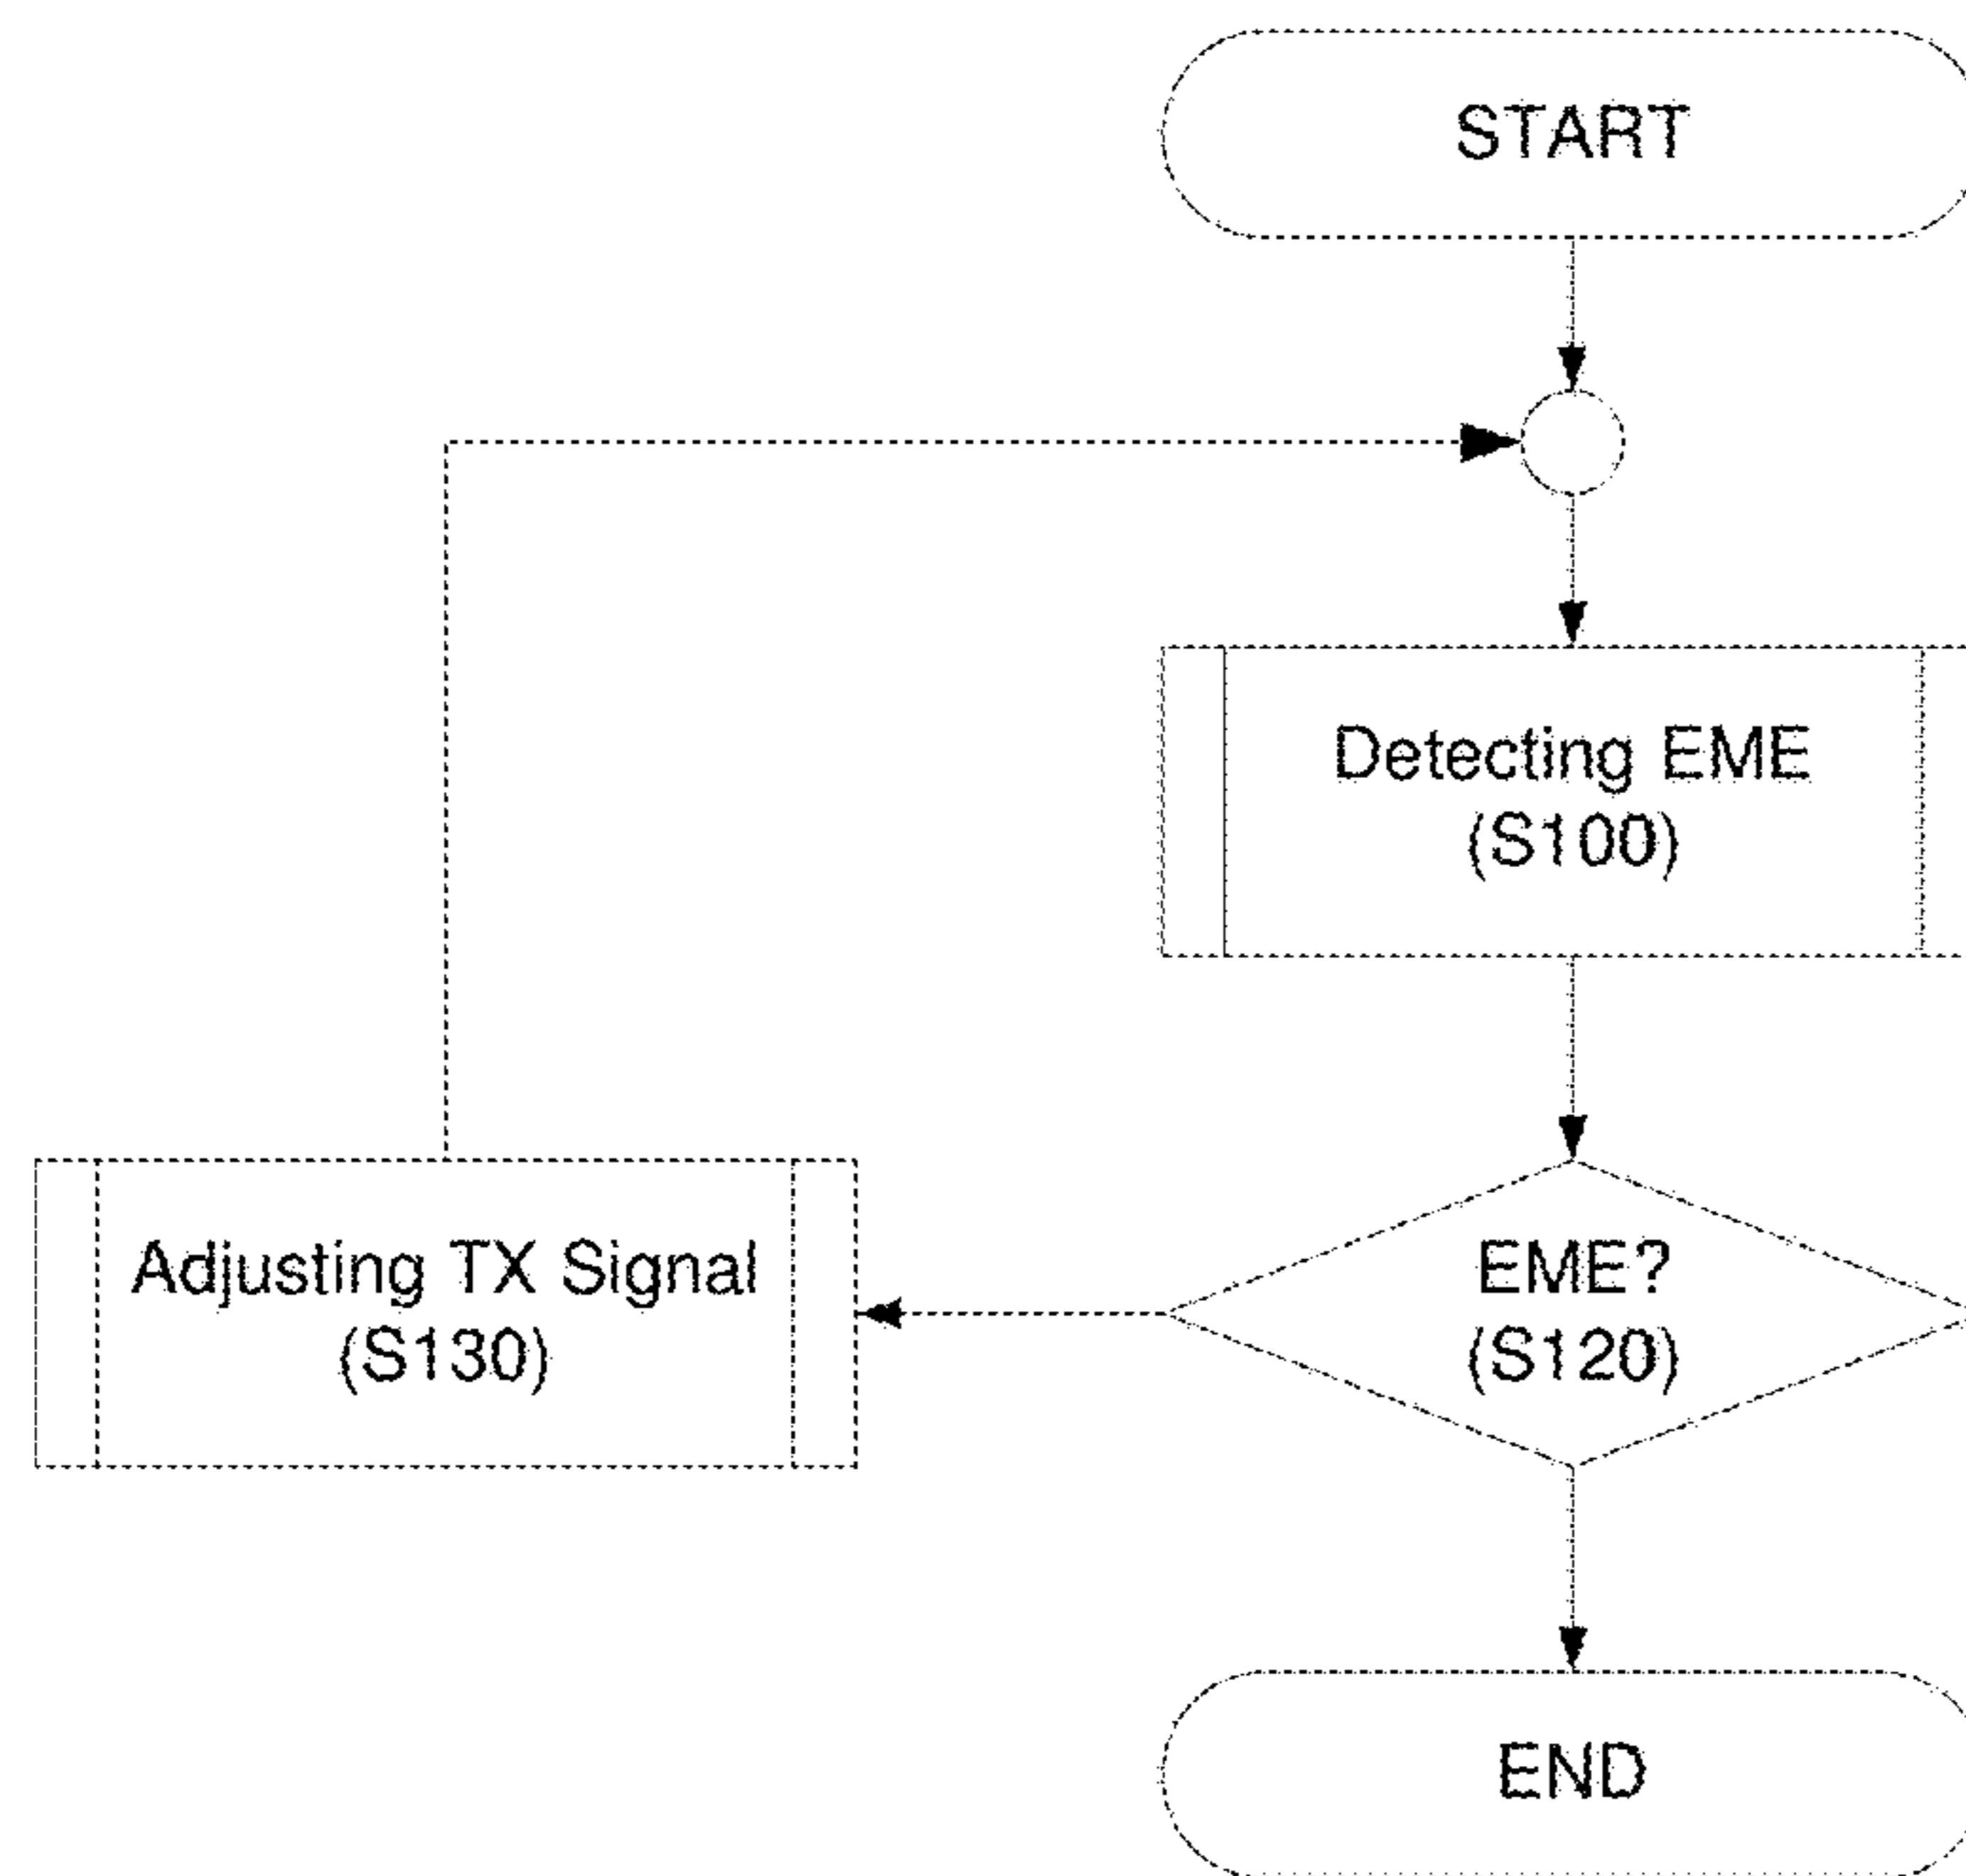 START
Detecting EME
(S100)
EME?
(S120)
Adjusting TX Signal
(S130)
END